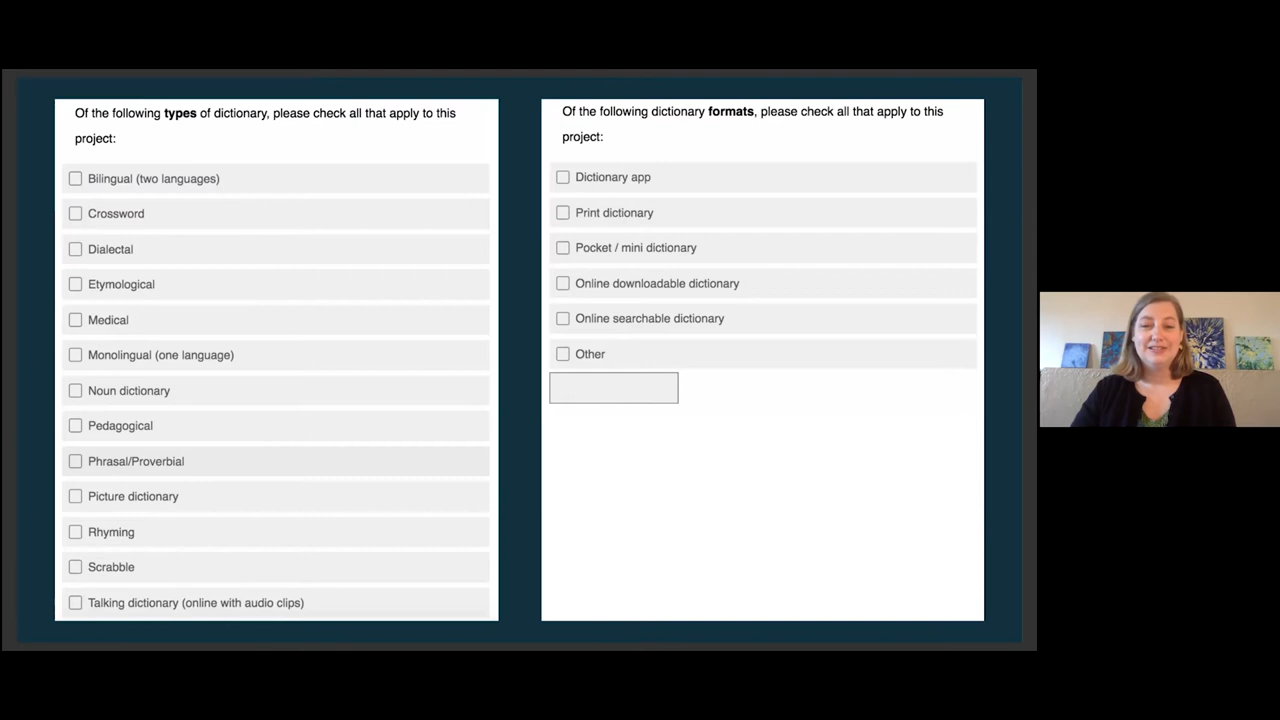 Of the following types of dictionary, please check all that apply to this
project:
Bilingual (two languages)
Crossword
Dialectal
Etymological
Medical
Monolingual (one language)
Noun dictionary
Pedagogical
Phrasal/Proverbial
Picture dictionary
Rhyming
Scrabble
Talking dictionary (online with audio clips)
Of the following dictionary formats, please check all that apply to this
project:
Dictionary app
Print dictionary
Pocket / mini dictionary
Online downloadable dictionary
Online searchable dictionary
Other